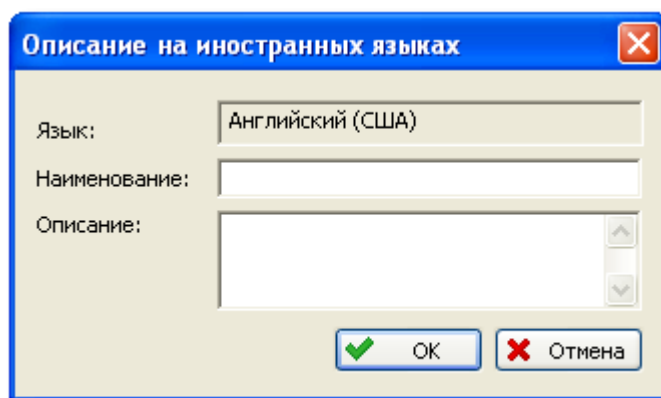 Описание на иностранных языках
Язык: Английский (США)
Наименование:
Описание:
OK Отмена